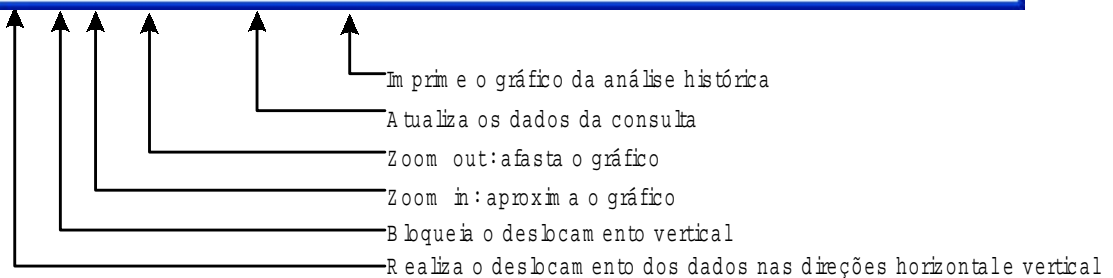 Imprime o gráfico da análise histórica
Atualiza os dados da consulta
Zoom out: afasta o gráfico
Zoom in: aproxima o gráfico
Bloqueia o deslocamento vertical
Realiza o deslocamento dos dados nas direções horizontal e vertical